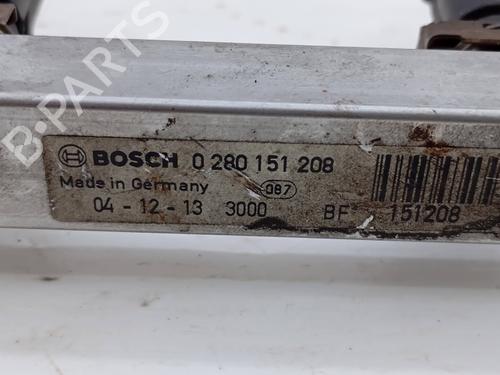 BOSCH 0 280 151 208
Made in Germany 087
04 - 12 - 13 3000 BF 151208
B-PARTS